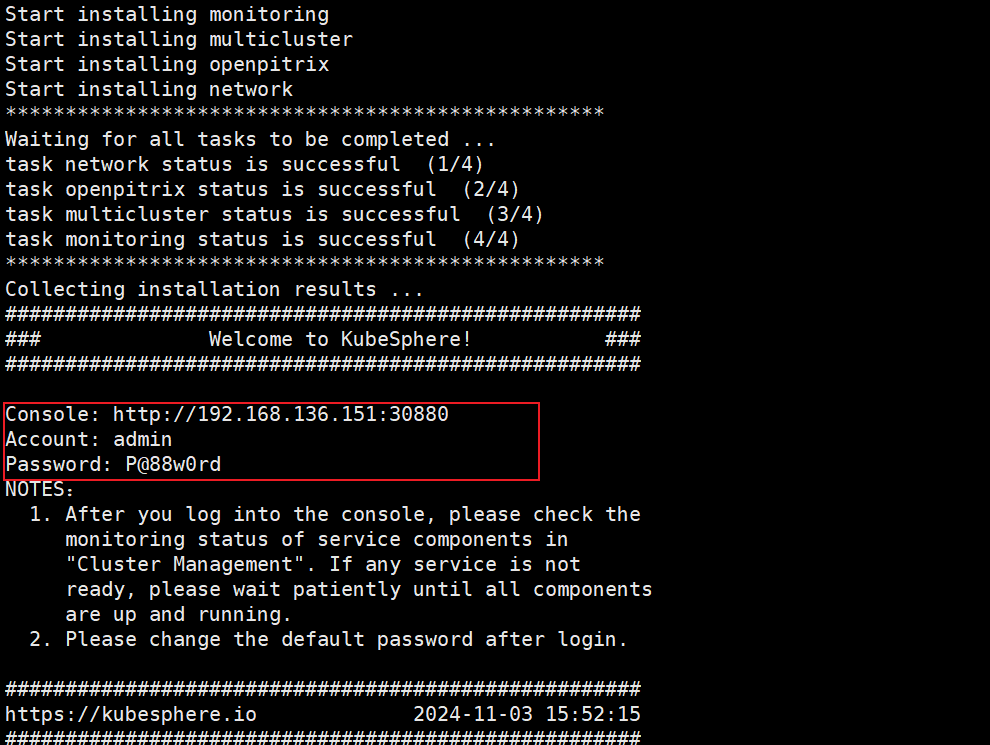 Start installing monitoring
Start installing multicluster
Start installing openpitrix
Start installing network
**************************************************
Waiting for all tasks to be completed ...
task network status is successful  (1/4)
task openpitrix status is successful  (2/4)
task multicluster status is successful  (3/4)
task monitoring status is successful  (4/4)
**************************************************
Collecting installation results ...
#####################################################
###              Welcome to KubeSphere!           ###
#####################################################
Console: http://192.168.136.151:30880
Account: admin
Password: P@88w0rd
NOTES：
  1. After you log into the console, please check the
     monitoring status of service components in
     "Cluster Management". If any service is not
     ready, please wait patiently until all components
     are up and running.
  2. Please change the default password after login.
#####################################################
https://kubesphere.io             2024-11-03 15:52:15
#####################################################